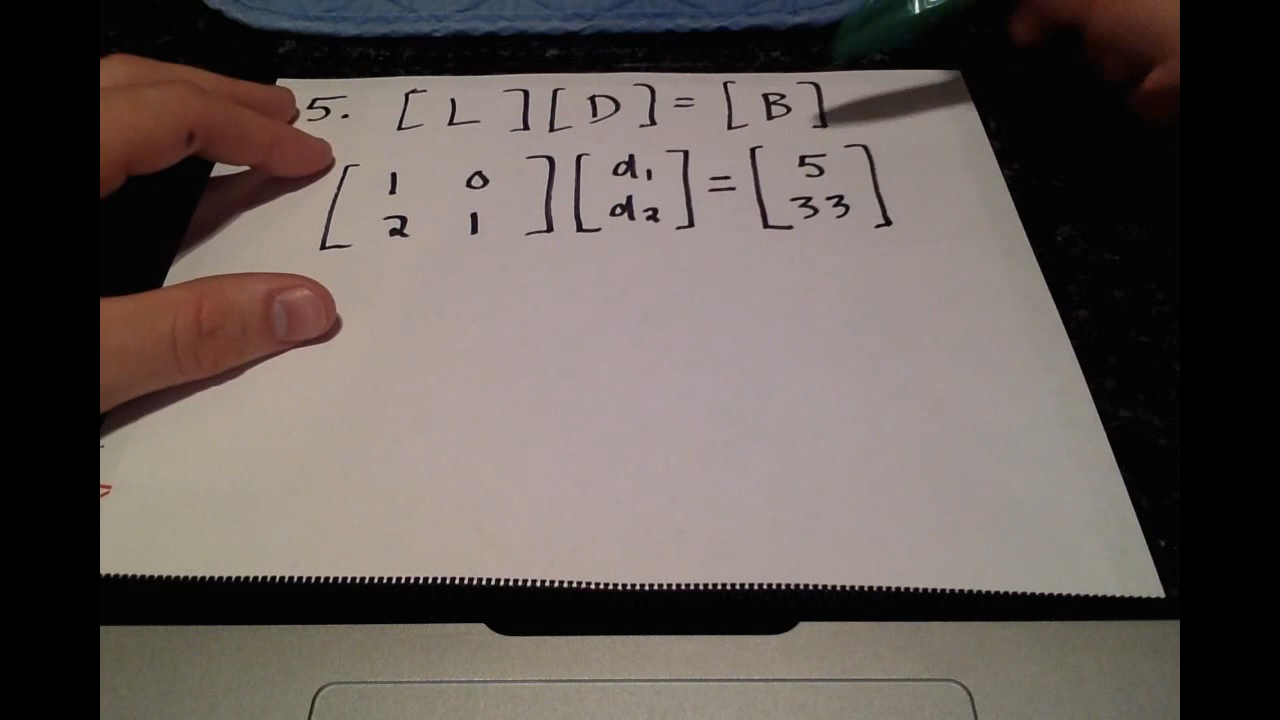 5. [ L ] [ D ] = [ B ]
[ 1 0 ] [ d₁ ] = [ 5 ]
[ 2 1 ] [ d₂ ] [ 33 ]